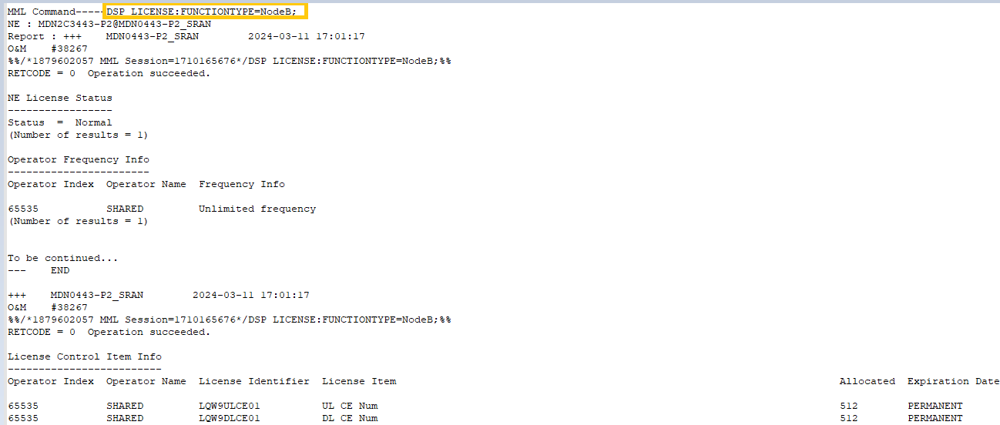 MML Command-----DSP LICENSE:FUNCTIONTYPE=NodeB;
NE : MDN2C3443-P2@MDN0443-P2_SRAN
Report : +++    MDN0443-P2_SRAN        2024-03-11 17:01:17
O&M    #38267
%%/*1879602057 MML Session=1710165676*/DSP LICENSE:FUNCTIONTYPE=NodeB;%%
RETCODE = 0  Operation succeeded.

NE License Status
-----------------
Status  =  Normal
(Number of results = 1)

Operator Frequency Info
-----------------------
Operator Index  Operator Name  Frequency Info

65535           SHARED         Unlimited frequency
(Number of results = 1)


To be continued...
---    END

+++    MDN0443-P2_SRAN        2024-03-11 17:01:17
O&M    #38267
%%/*1879602057 MML Session=1710165676*/DSP LICENSE:FUNCTIONTYPE=NodeB;%%
RETCODE = 0  Operation succeeded.

License Control Item Info
-------------------------
Operator Index  Operator Name  License Identifier  License Item                                                                        Allocated  Expiration Date

65535           SHARED         LQW9ULCE01          UL CE Num                                                                           512        PERMANENT
65535           SHARED         LQW9DLCE01          DL CE Num                                                                           512        PERMANENT